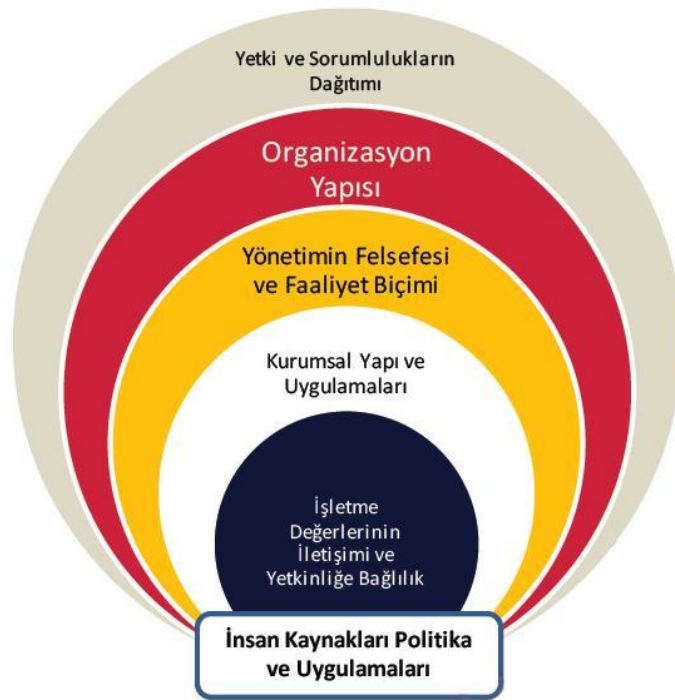 Yetki ve Sorumlulukların
Dağıtımı
Organizasyon
Yapısı
Yönetimin Felsefesi
ve Faaliyet Biçimi
Kurumsal Yapı ve
Uygulamaları
İşletme
Değerlerinin
İletişimi ve
Yetkinliğe Bağlılık
İnsan Kaynakları Politika
ve Uygulamaları